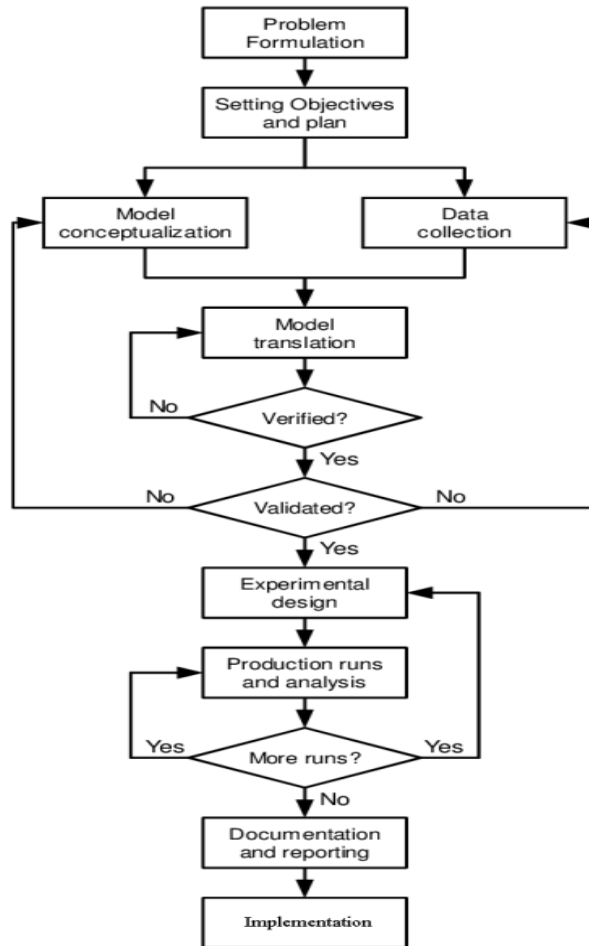 Problem
Formulation
Setting Objectives
and plan
Model
conceptualization
Data
collection
Model
translation
No
Verified?
Yes
No
Validated?
No
Yes
Experimental
design
Production runs
and analysis
Yes
More runs?
Yes
No
Documentation
and reporting
Implementation